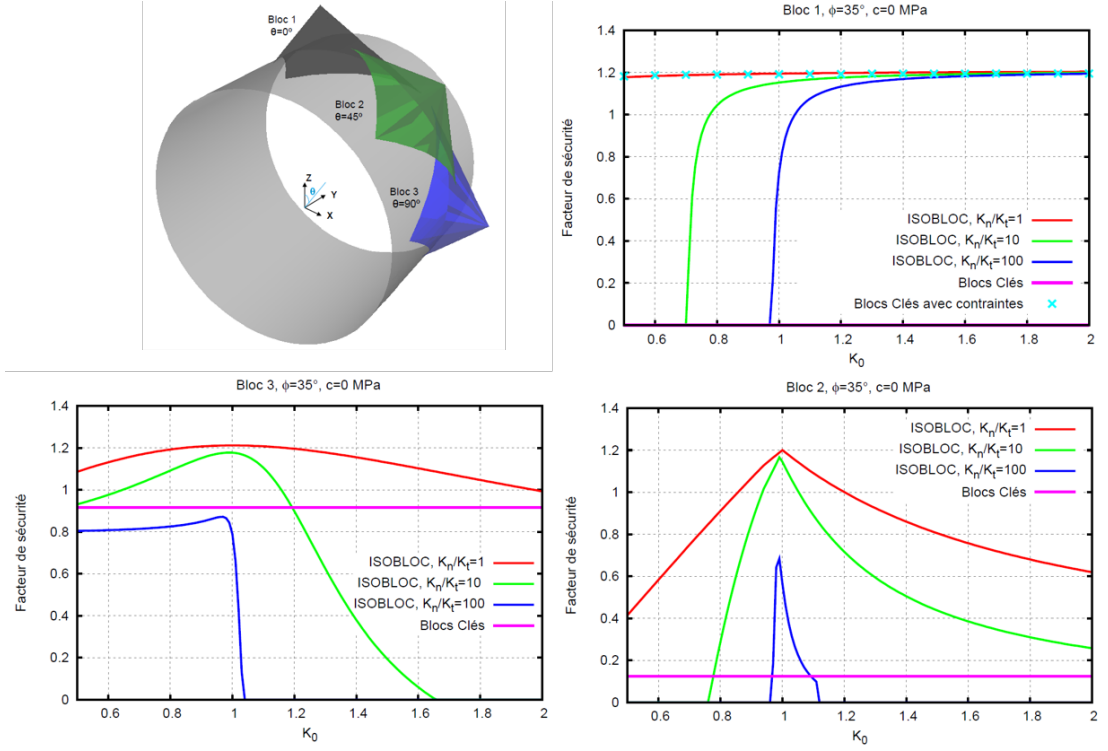 Bloc 1
θ=0º
Bloc 2
θ=45º
Bloc 3
θ=90º
Z
θ
Y
X
Bloc 1, ϕ=35°, c=0 MPa
Facteur de sécurité
1.4
1.2
1
0.8
0.6
0.4
0.2
0
ISOBLOC, Kn/Kt=1
ISOBLOC, Kn/Kt=10
ISOBLOC, Kn/Kt=100
Blocs Clés
Blocs Clés avec contraintes
0.6 0.8 1 1.2 1.4 1.6 1.8 2
K0
Bloc 3, ϕ=35°, c=0 MPa
Facteur de sécurité
1.4
1.2
1
0.8
0.6
0.4
0.2
0
ISOBLOC, Kn/Kt=1
ISOBLOC, Kn/Kt=10
ISOBLOC, Kn/Kt=100
Blocs Clés
0.6 0.8 1 1.2 1.4 1.6 1.8 2
K0
Bloc 2, ϕ=35°, c=0 MPa
Facteur de sécurité
1.4
1.2
1
0.8
0.6
0.4
0.2
0
ISOBLOC, Kn/Kt=1
ISOBLOC, Kn/Kt=10
ISOBLOC, Kn/Kt=100
Blocs Clés
0.6 0.8 1 1.2 1.4 1.6 1.8 2
K0